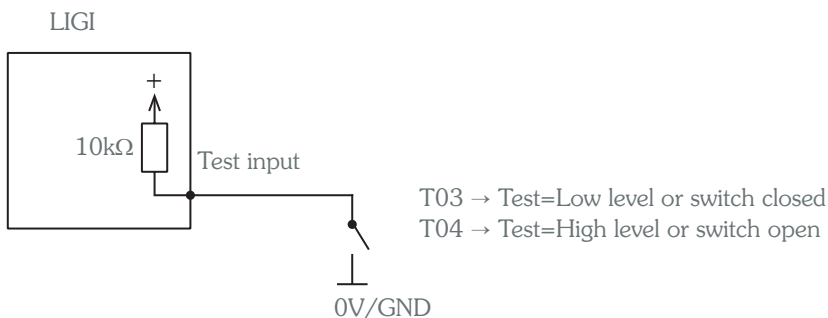 LIGI
+
10kΩ
Test input
T03 → Test=Low level or switch closed
T04 → Test=High level or switch open
0V/GND